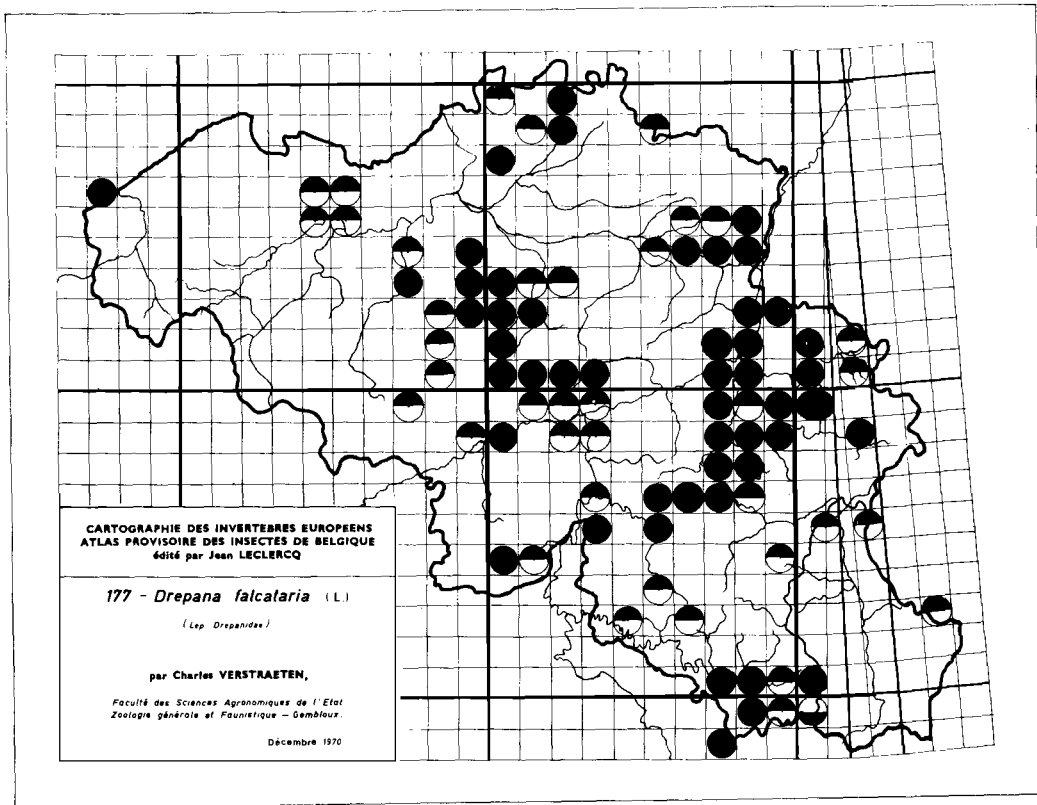 CARTOGRAPHIE DES INVERTEBRES EUROPEENS
ATLAS PROVISOIRE DES INSECTES DE BELGIQUE
édité par Jean LECLERCQ
177 - Drepana falcataria (L.)
(Lep Drepanidae)
par Charles VERSTRAETEN,
Faculté des Sciences Agronomiques de l'Etat
Zoologie générale et Faunistique - Gembloux.
Décembre 1970